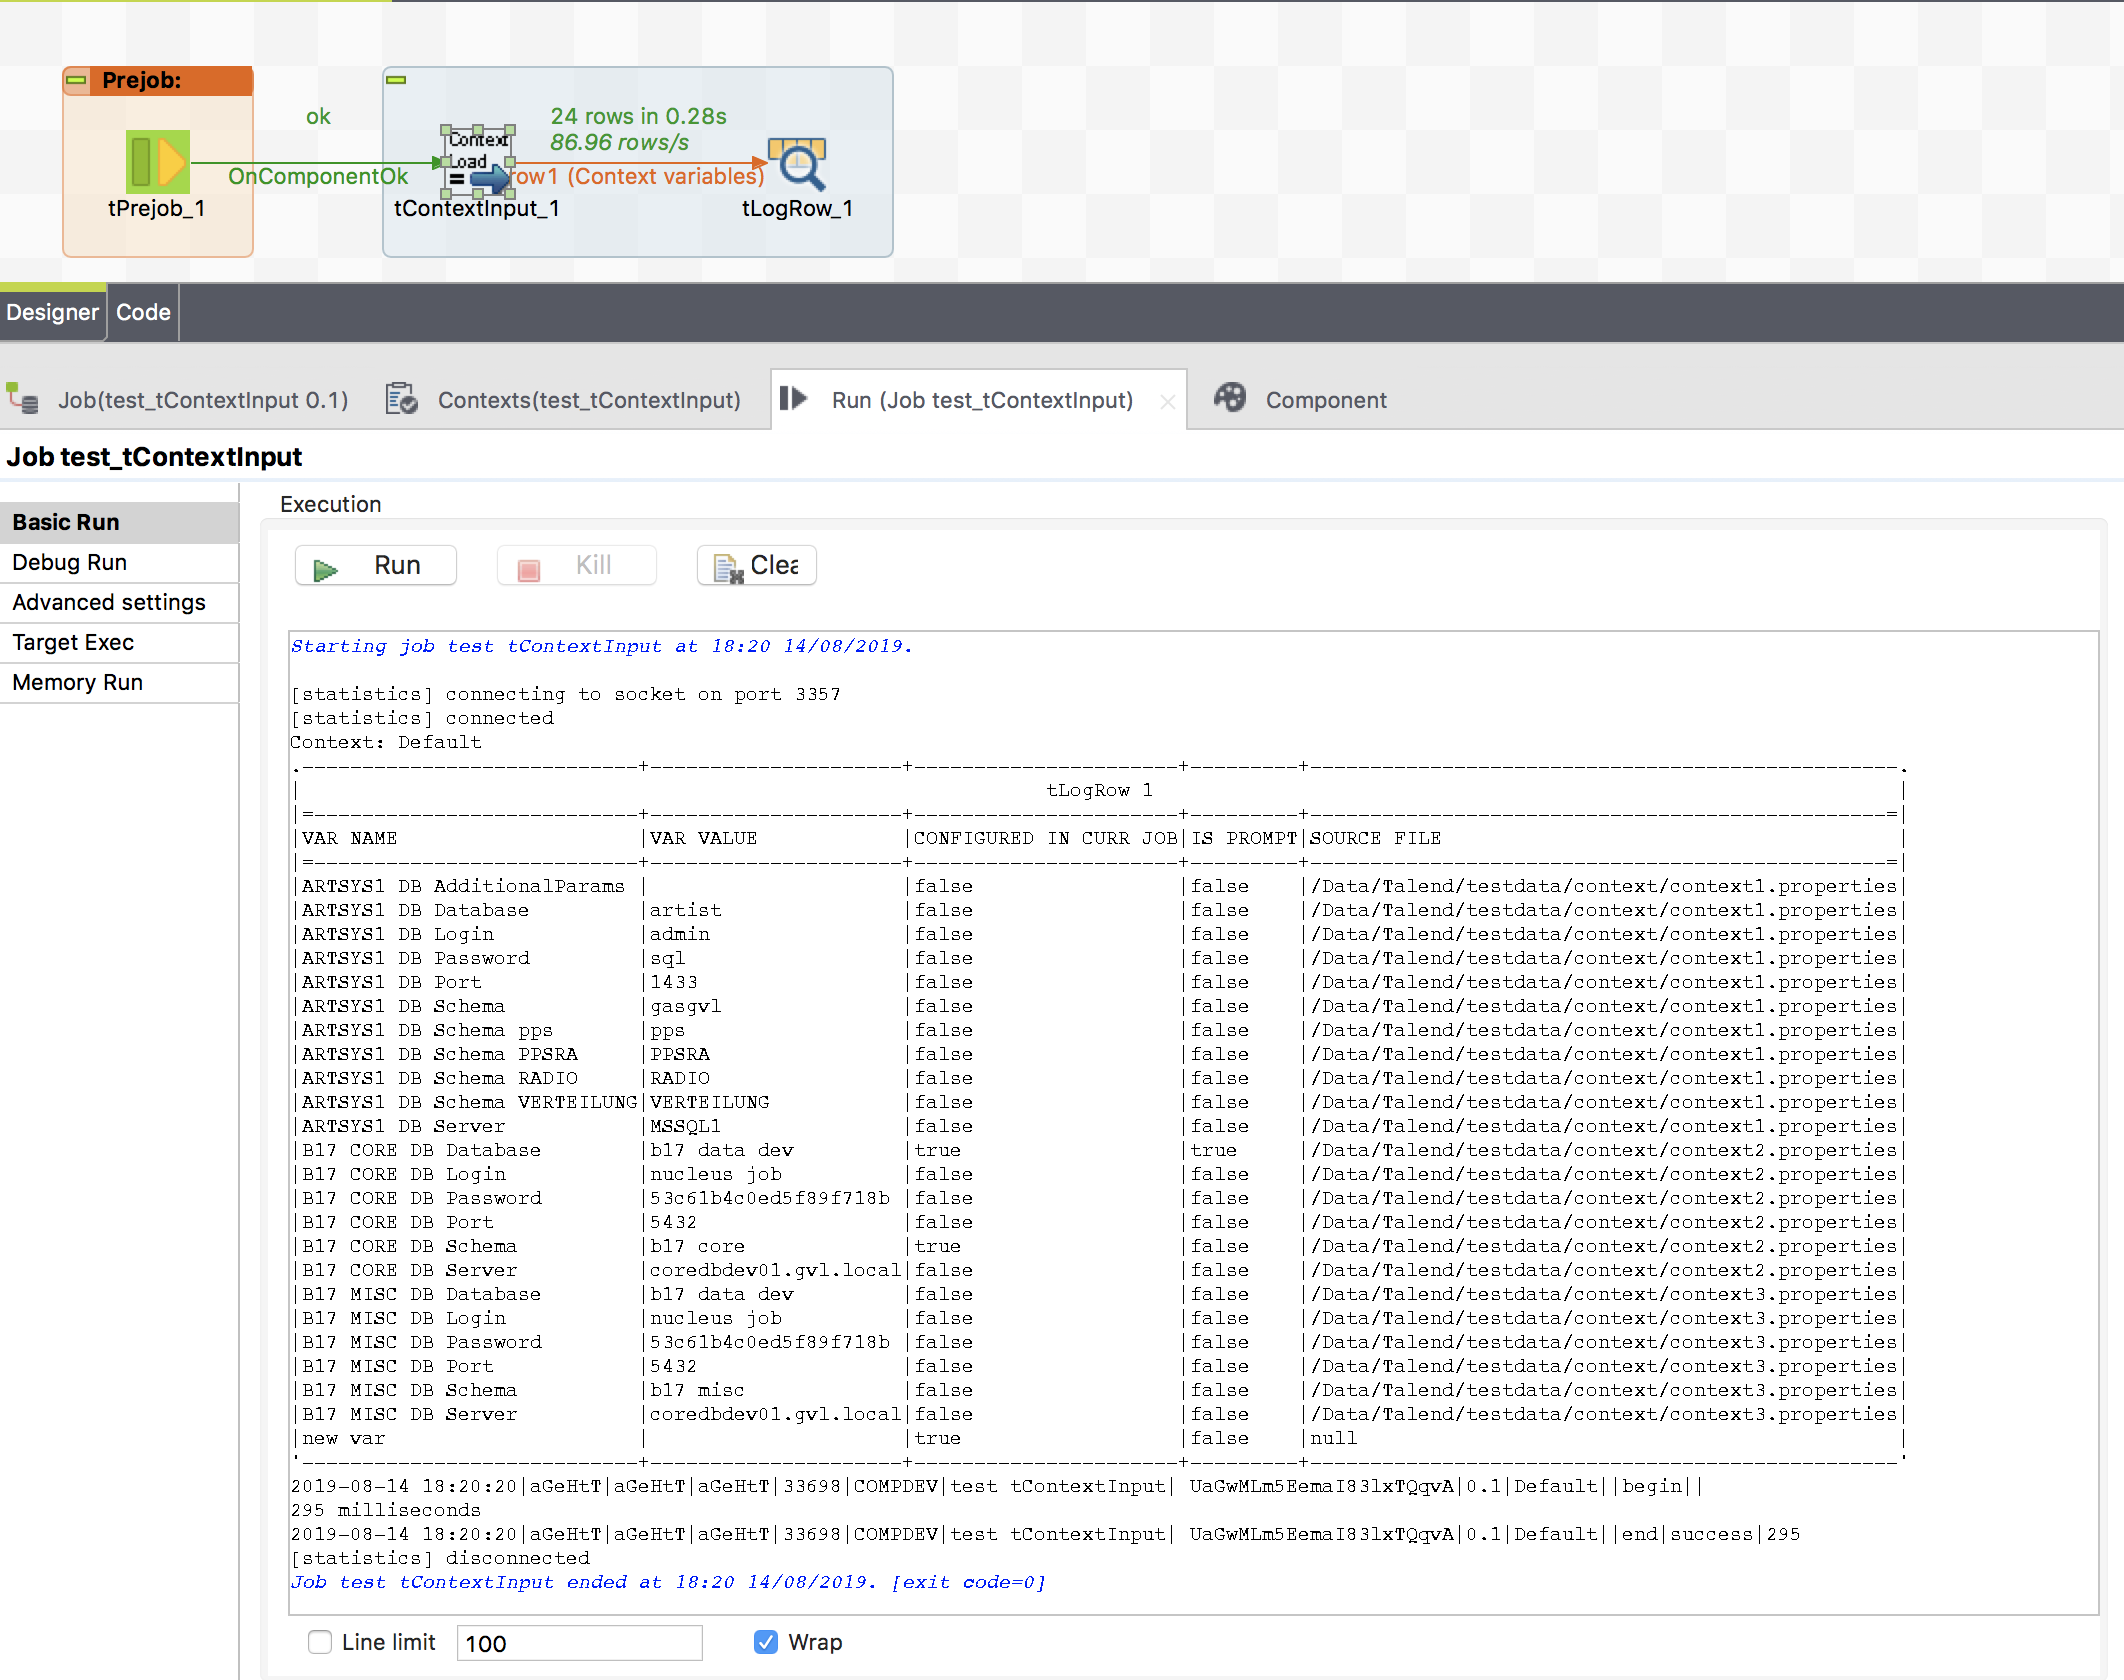 Prejob:
ok
24 rows in 0.28s
86.96 rows/s
Context
Load
=
OnComponentOk
row1 (Context variables)
tPrejob_1
tContextInput_1
tLogRow_1
Designer
Code
Job(test_tContextInput 0.1)
Contexts(test_tContextInput)
Run (Job test_tContextInput)
Component
Job test_tContextInput
Basic Run
Debug Run
Advanced settings
Target Exec
Memory Run
Execution
Run
Kill
Clea
Starting job test tContextInput at 18:20 14/08/2019.
[statistics] connecting to socket on port 3357
[statistics] connected
Context: Default
.----------------------------+---------------------+----------------------+---------+-------------------------------------------------.
| tLogRow 1 |
|=---------------------------+---------------------+----------------------+---------+------------------------------------------------=|
|VAR NAME |VAR VALUE |CONFIGURED IN CURR JOB|IS PROMPT|SOURCE FILE |
|=---------------------------+---------------------+----------------------+---------+------------------------------------------------=|
|ARTSYS1 DB AdditionalParams | |false |false |/Data/Talend/testdata/context/context1.properties|
|ARTSYS1 DB Database |artist |false |false |/Data/Talend/testdata/context/context1.properties|
|ARTSYS1 DB Login |admin |false |false |/Data/Talend/testdata/context/context1.properties|
|ARTSYS1 DB Password |sql |false |false |/Data/Talend/testdata/context/context1.properties|
|ARTSYS1 DB Port |1433 |false |false |/Data/Talend/testdata/context/context1.properties|
|ARTSYS1 DB Schema |gasgvl |false |false |/Data/Talend/testdata/context/context1.properties|
|ARTSYS1 DB Schema pps |pps |false |false |/Data/Talend/testdata/context/context1.properties|
|ARTSYS1 DB Schema PPSRA |PPSRA |false |false |/Data/Talend/testdata/context/context1.properties|
|ARTSYS1 DB Schema RADIO |RADIO |false |false |/Data/Talend/testdata/context/context1.properties|
|ARTSYS1 DB Schema VERTEILUNG|VERTEILUNG |false |false |/Data/Talend/testdata/context/context1.properties|
|ARTSYS1 DB Server |MSSQL1 |false |false |/Data/Talend/testdata/context/context1.properties|
|B17 CORE DB Database |b17 data dev |true |true |/Data/Talend/testdata/context/context2.properties|
|B17 CORE DB Login |nucleus job |false |false |/Data/Talend/testdata/context/context2.properties|
|B17 CORE DB Password |53c61b4c0ed5f89f718b |false |false |/Data/Talend/testdata/context/context2.properties|
|B17 CORE DB Port |5432 |false |false |/Data/Talend/testdata/context/context2.properties|
|B17 CORE DB Schema |b17 core |true |false |/Data/Talend/testdata/context/context2.properties|
|B17 CORE DB Server |coredbdev01.gvl.local|false |false |/Data/Talend/testdata/context/context2.properties|
|B17 MISC DB Database |b17 data dev |false |false |/Data/Talend/testdata/context/context3.properties|
|B17 MISC DB Login |nucleus job |false |false |/Data/Talend/testdata/context/context3.properties|
|B17 MISC DB Password |53c61b4c0ed5f89f718b |false |false |/Data/Talend/testdata/context/context3.properties|
|B17 MISC DB Port |5432 |false |false |/Data/Talend/testdata/context/context3.properties|
|B17 MISC DB Schema |b17 misc |false |false |/Data/Talend/testdata/context/context3.properties|
|B17 MISC DB Server |coredbdev01.gvl.local|false |false |/Data/Talend/testdata/context/context3.properties|
|new var | |true |false |null |
'----------------------------+---------------------+----------------------+---------+-------------------------------------------------'
2019-08-14 18:20:20|aGeHtT|aGeHtT|aGeHtT|33698|COMPDEV|test tContextInput| UaGwMLm5EemaI83lxTQqvA|0.1|Default||begin||
295 milliseconds
2019-08-14 18:20:20|aGeHtT|aGeHtT|aGeHtT|33698|COMPDEV|test tContextInput| UaGwMLm5EemaI83lxTQqvA|0.1|Default||end|success|295
[statistics] disconnected
Job test tContextInput ended at 18:20 14/08/2019. [exit code=0]
Line limit
100
Wrap